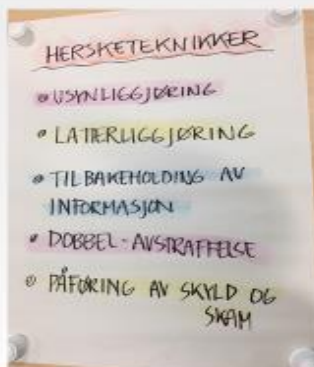 HERSKETEKNIKKER
• USYNLIGGJØRING
• LATTERLIGGJØRING
• TILBAKEHOLDING AV
INFORMASJON
• DOBBEL-AVSTRAFFELSE
• PÅFØRING AV SKYLD OG
SKAM